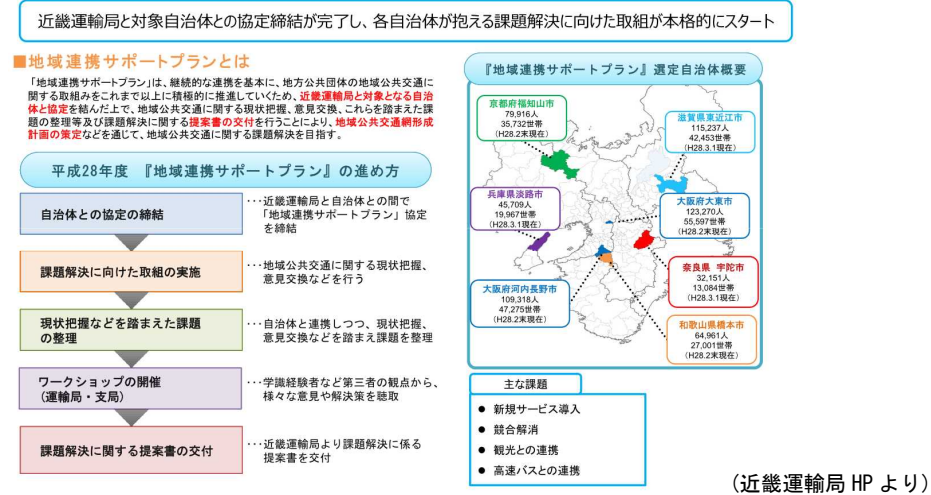 近畿運輸局と対象自治体との協定締結が完了し、各自治体が抱える課題解決に向けた取組が本格的にスタート
■地域連携サポートプランとは
「地域連携サポートプラン」は、継続的な連携を基本に、地方公共団体の地域公共交通に
関する取組みをこれまで以上に積極的に推進していくため、近畿運輸局と対象となる自治
体と協定を結んだ上で、地域公共交通に関する現状把握、意見交換、これらを踏まえた課
題の整理等及び課題解決に関する提案書の交付を行うことにより、地域公共交通網形成
計画の策定などを通じて、地域公共交通に関する課題解決を目指す。
平成28年度 『地域連携サポートプラン』の進め方
自治体との協定の締結
･･･近畿運輸局と自治体との間で
「地域連携サポートプラン」協定
を締結
課題解決に向けた取組の実施
･･･地域公共交通に関する現状把握、
意見交換などを行う
現状把握などを踏まえた課題
の整理
･･･自治体と連携しつつ、現状把握、
意見交換などを踏まえ課題を整理
ワークショップの開催
(運輸局・支局)
･･･学識経験者など第三者の観点から、
様々な意見や解決策を聴取
課題解決に関する提案書の交付
･･･近畿運輸局より課題解決に係る
提案書を交付
『地域連携サポートプラン』選定自治体概要
京都府福知山市
79,916人
35,732世帯
(H28.2末現在)
滋賀県東近江市
115,237人
42,453世帯
(H28.3.1現在)
兵庫県淡路市
45,709人
19,967世帯
(H28.3.1現在)
大阪府大東市
123,270人
55,597世帯
(H28.2末現在)
奈良県 宇陀市
32,151人
13,084世帯
(H28.3.1現在)
大阪府河内長野市
109,318人
47,275世帯
(H28.2末現在)
和歌山県橋本市
64,961人
27,001世帯
(H28.2末現在)
主な課題
● 新規サービス導入
● 競合解消
● 観光との連携
● 高速バスとの連携
(近畿運輸局 HP より)